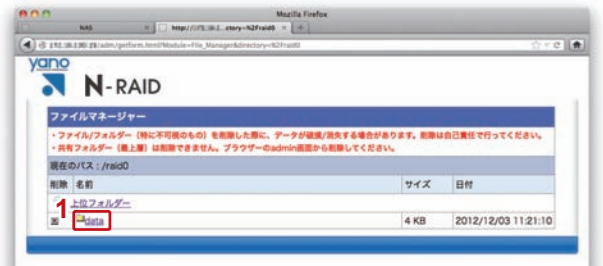 Mozilla Firefox
NAS
yano
N-RAID
ファイルマネージャー
・ファイル/フォルダー（特に不可視のもの）を削除した際に、データが破損/消失する場合があります。削除は自己責任で行ってください。
・共有フォルダー（最上層）は削除できません。ブラウザーのadmin画面から削除してください。
現在のパス：/raid0
削除 名前 サイズ 日付
上位フォルダー
1
data 4 KB 2012/12/03 11:21:10